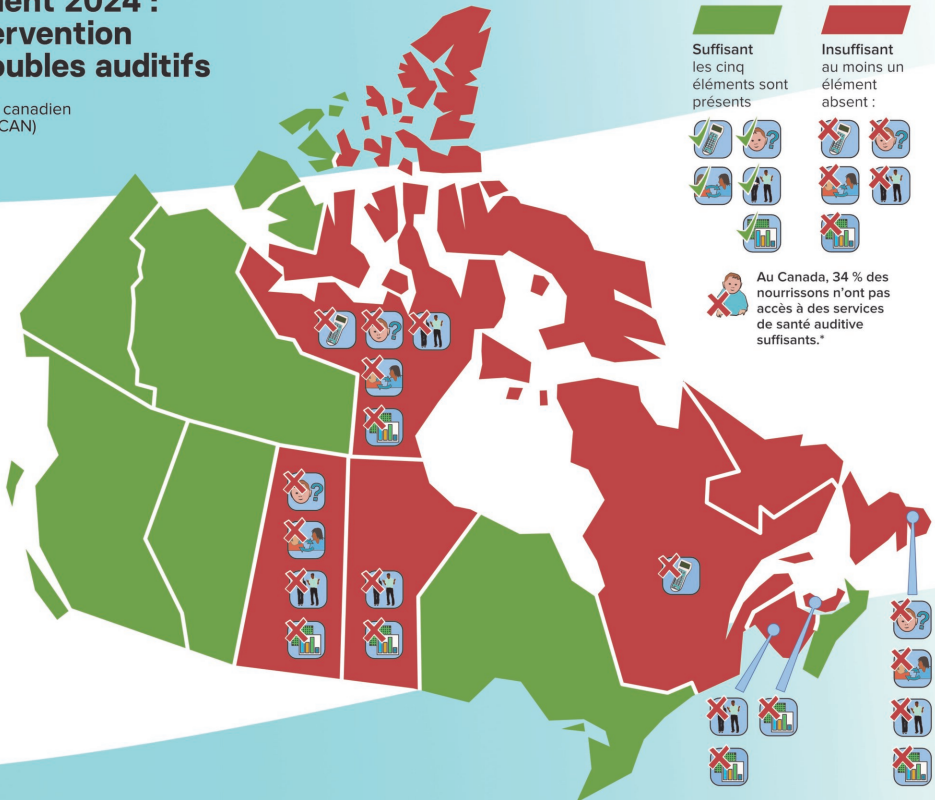 2024 :
ervention
oubles auditifs
canadien
CAN)
Suffisant
les cinq
éléments sont
présents
Insuffisant
au moins un
élément
absent :
Au Canada, 34 % des
nourrissons n’ont pas
accès à des services
de santé auditive
suffisants.*